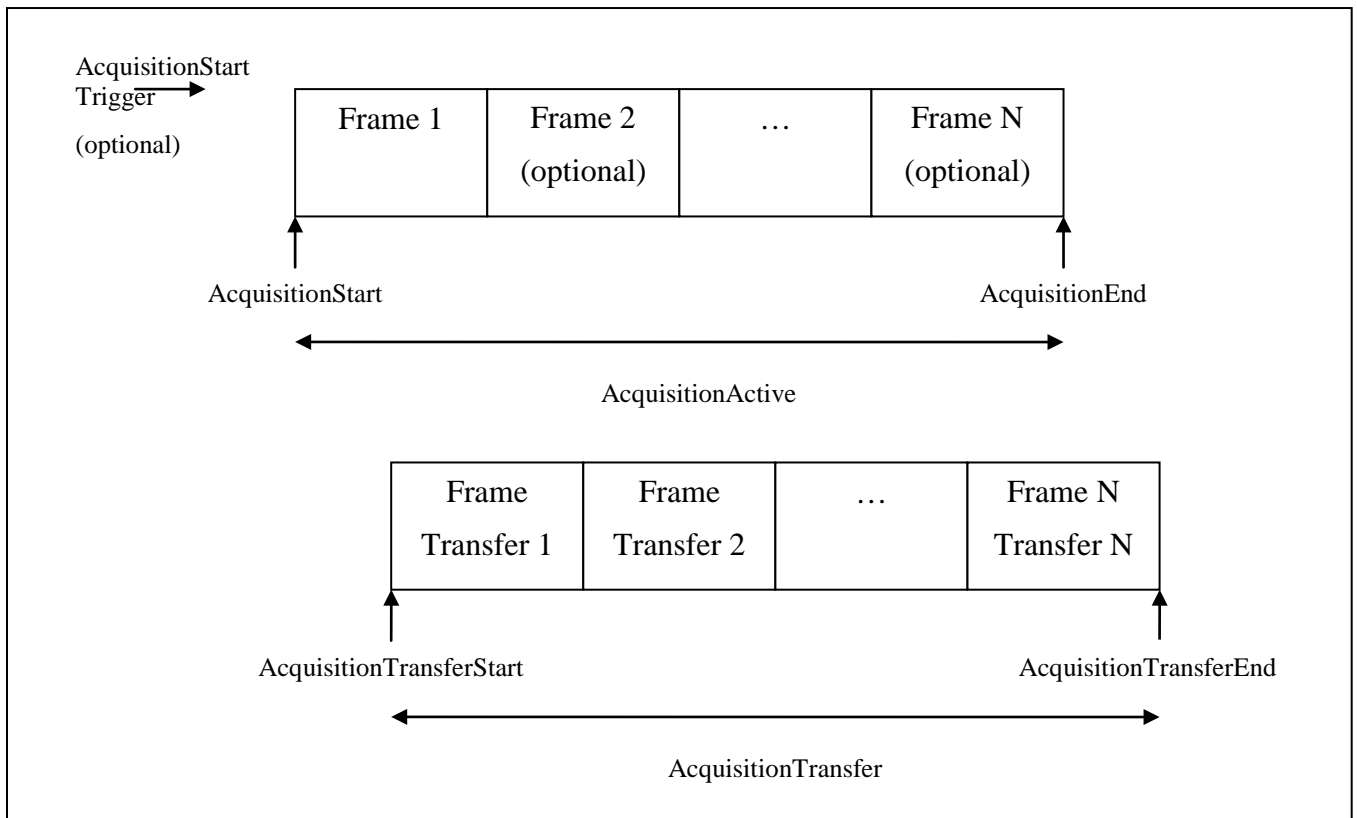 AcquisitionStart
Trigger
(optional)
Frame 1
Frame 2
(optional)
…
Frame N
(optional)
AcquisitionStart
AcquisitionEnd
AcquisitionActive
Frame
Transfer 1
Frame
Transfer 2
…
Frame N
Transfer N
AcquisitionTransferStart
AcquisitionTransferEnd
AcquisitionTransfer